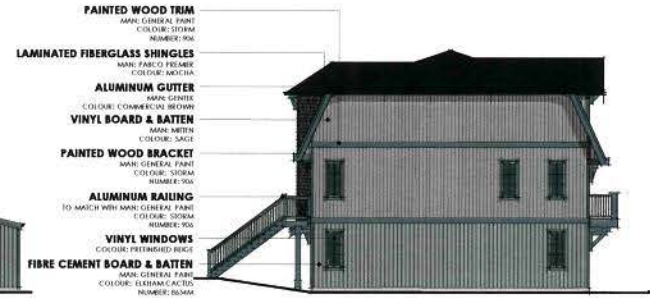 PAINTED WOOD TRIM
MAN: GENERAL PAINT
COLOUR: STORM
NUMBER: 906
LAMINATED FIBERGLASS SHINGLES
MAN: PABCO PREMIER
COLOUR: MOCHA
ALUMINUM GUTTER
MAN: GENTEK
COLOUR: COMMERCIAL BROWN
VINYL BOARD & BATTEN
MAN: MITTEN
COLOUR: SAGE
PAINTED WOOD BRACKET
MAN: GENERAL PAINT
COLOUR: STORM
NUMBER: 906
ALUMINUM RAILING
TO MATCH WITH MAN: GENERAL PAINT
COLOUR: STORM
NUMBER: 906
VINYL WINDOWS
COLOUR: PREFINISHED BEIGE
FIBRE CEMENT BOARD & BATTEN
MAN: GENERAL PAINT
COLOUR: ELKHAM CACTUS
NUMBER: 8634M